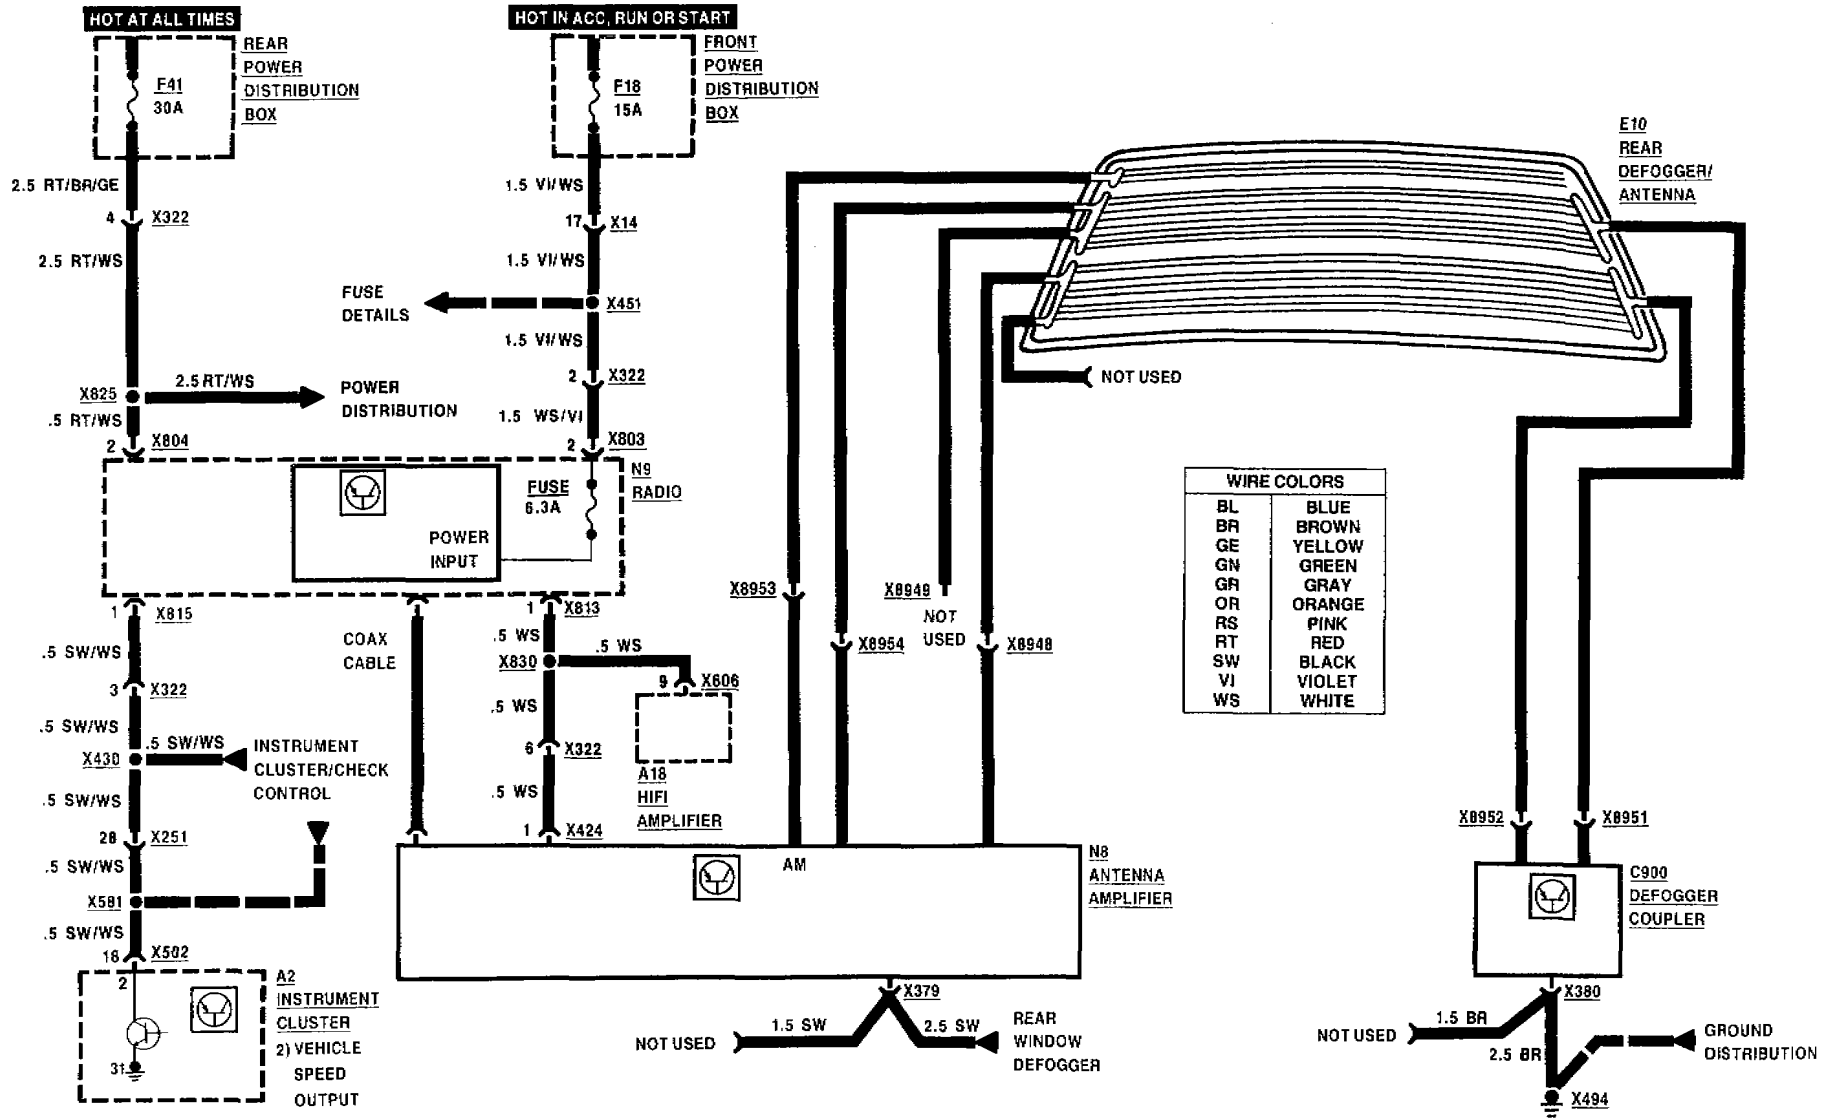 HOT AT ALL TIMES
REAR
POWER
DISTRIBUTION
BOX
F41
30A
2.5 RT/BR/GE
4 X322
2.5 RT/WS
X825
2.5 RT/WS
POWER
DISTRIBUTION
.5 RT/WS
2 X804
HOT IN ACC, RUN OR START
FRONT
POWER
DISTRIBUTION
BOX
F18
15A
1.5 VI/WS
17 X14
1.5 VI/WS
FUSE
DETAILS
X451
1.5 VI/WS
2 X322
1.5 WS/VI
2 X803
N9
RADIO
FUSE
6.3A
POWER
INPUT
1 X815
.5 SW/WS
3 X322
.5 SW/WS
X430
.5 SW/WS
INSTRUMENT
CLUSTER/CHECK
CONTROL
.5 SW/WS
28 X251
.5 SW/WS
X581
.5 SW/WS
18 X502
2
31
A2
INSTRUMENT
CLUSTER
2) VEHICLE
SPEED
OUTPUT
COAX
CABLE
1 X813
.5 WS
X830
.5 WS
9 X606
A18
HIFI
AMPLIFIER
.5 WS
6 X322
.5 WS
1 X424
X8953
X8954
X8949
NOT
USED
X8948
AM
N8
ANTENNA
AMPLIFIER
X379
NOT USED
1.5 SW
2.5 SW
REAR
WINDOW
DEFOGGER
E10
REAR
DEFOGGER/
ANTENNA
NOT USED
WIRE COLORS
BL BLUE
BR BROWN
GE YELLOW
GN GREEN
GR GRAY
OR ORANGE
RS PINK
RT RED
SW BLACK
VI VIOLET
WS WHITE
X8952
X8951
C900
DEFOGGER
COUPLER
X380
NOT USED
1.5 BR
2.5 BR
GROUND
DISTRIBUTION
X494